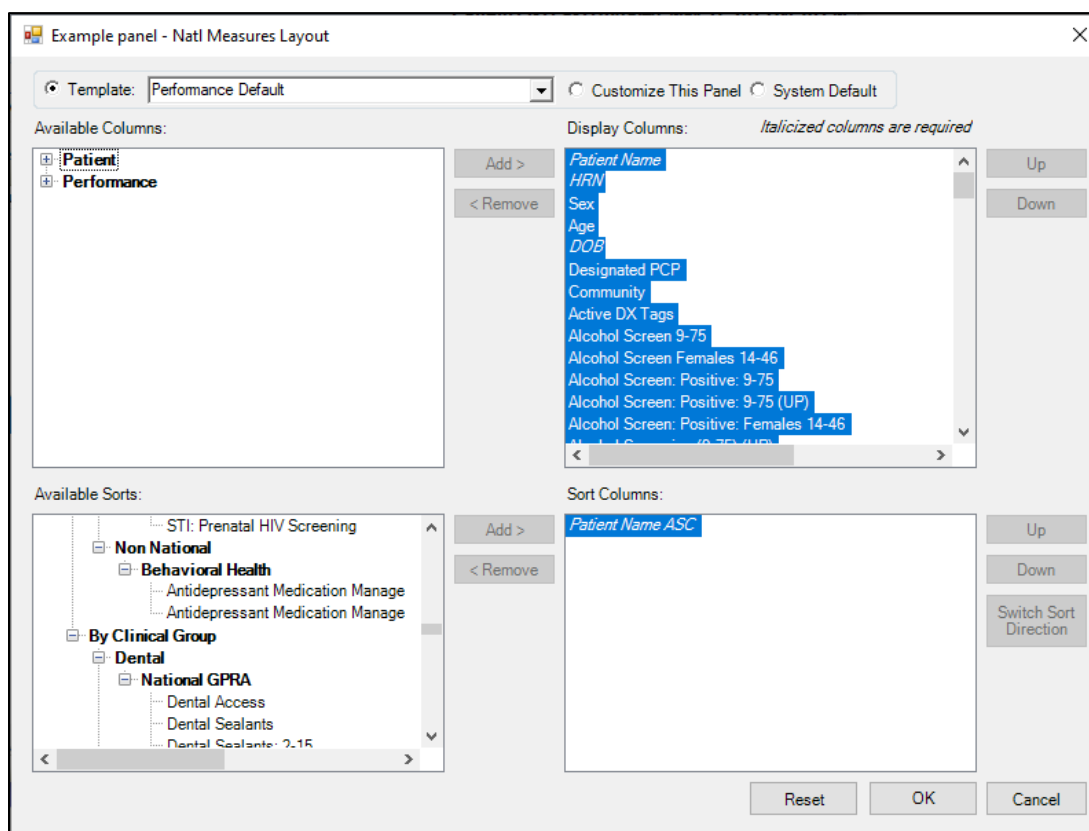 Example panel - Natl Measures Layout
Template: Performance Default Customize This Panel System Default
Available Columns:
Patient
Performance
Add >
< Remove
Display Columns: Italicized columns are required
Patient Name
HRN
Sex
Age
DOB
Designated PCP
Community
Active DX Tags
Alcohol Screen 9-75
Alcohol Screen Females 14-46
Alcohol Screen: Positive: 9-75
Alcohol Screen: Positive: 9-75 (UP)
Alcohol Screen: Positive: Females 14-46
Up
Down
Available Sorts:
STI: Prenatal HIV Screening
Non National
Behavioral Health
Antidepressant Medication Manage
Antidepressant Medication Manage
By Clinical Group
Dental
National GPRA
Dental Access
Dental Sealants
Dental Sealants: 2-15
Add >
< Remove
Sort Columns:
Patient Name ASC
Up
Down
Switch Sort
Direction
Reset OK Cancel